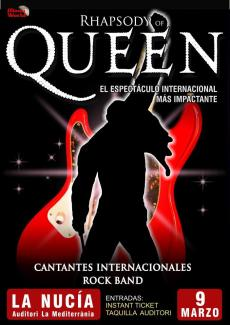 RHAPSODY OF
QUEEN
EL ESPECTÁCULO INTERNACIONAL
MÁS IMPACTANTE
CANTANTES INTERNACIONALES
ROCK BAND
LA NUCÍA
Auditori La Mediterrània
ENTRADAS:
INSTANT TICKET
TAQUILLA AUDITORI
9
MARZO